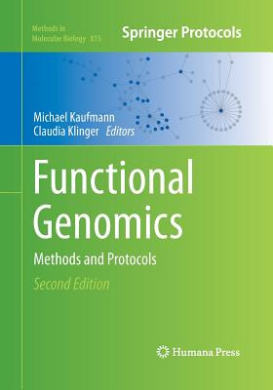 Methods in
Molecular Biology 815
Springer Protocols
Michael Kaufmann
Claudia Klinger Editors
Functional
Genomics
Methods and Protocols
Second Edition
Humana Press